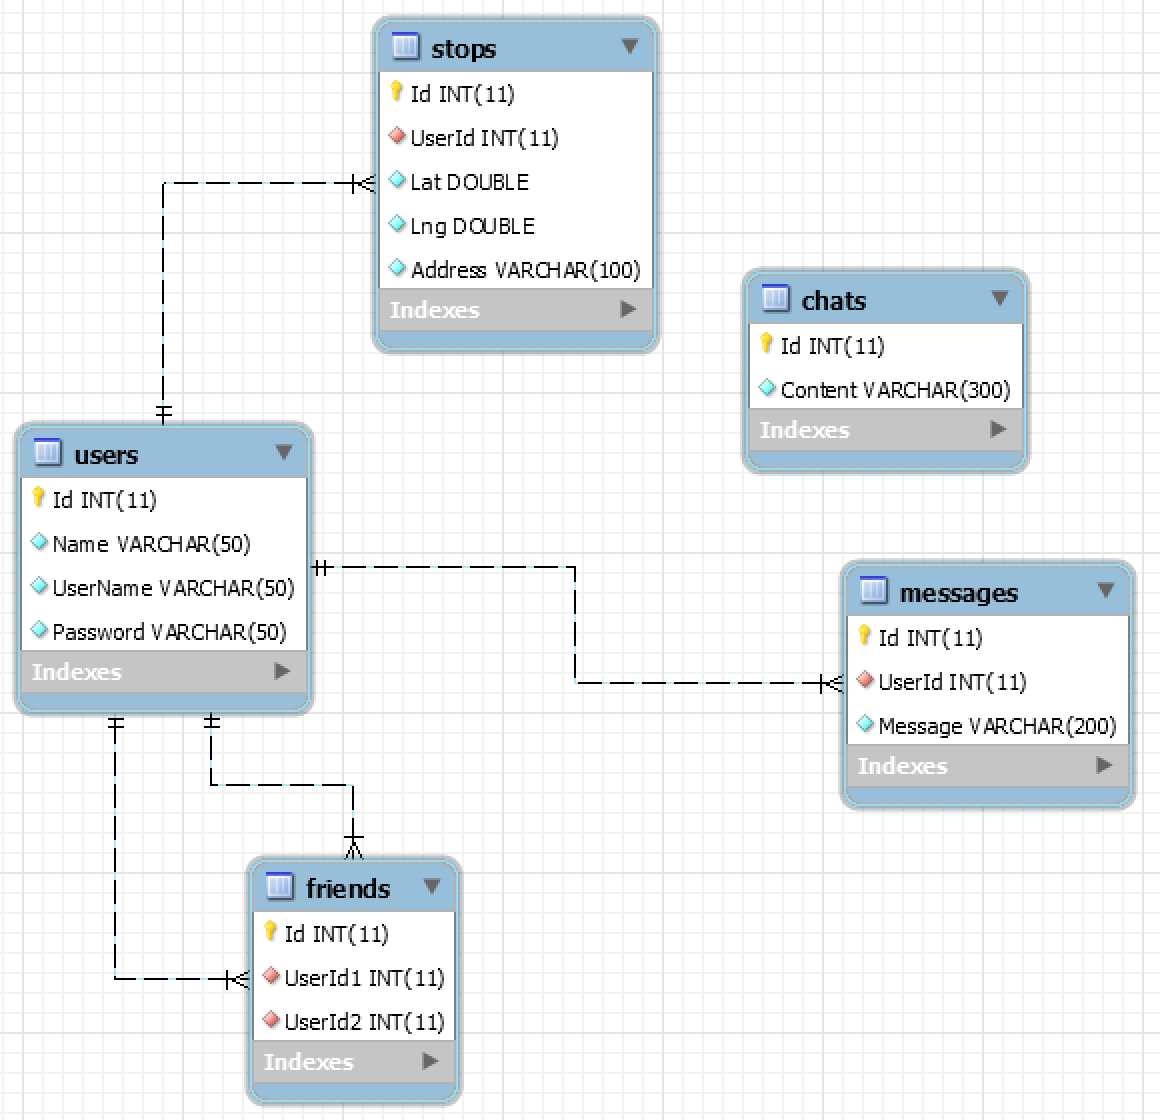 stops
Id INT(11)
UserId INT(11)
Lat DOUBLE
Lng DOUBLE
Address VARCHAR(100)
Indexes
chats
Id INT(11)
Content VARCHAR(300)
Indexes
users
Id INT(11)
Name VARCHAR(50)
UserName VARCHAR(50)
Password VARCHAR(50)
Indexes
messages
Id INT(11)
UserId INT(11)
Message VARCHAR(200)
Indexes
friends
Id INT(11)
UserId1 INT(11)
UserId2 INT(11)
Indexes